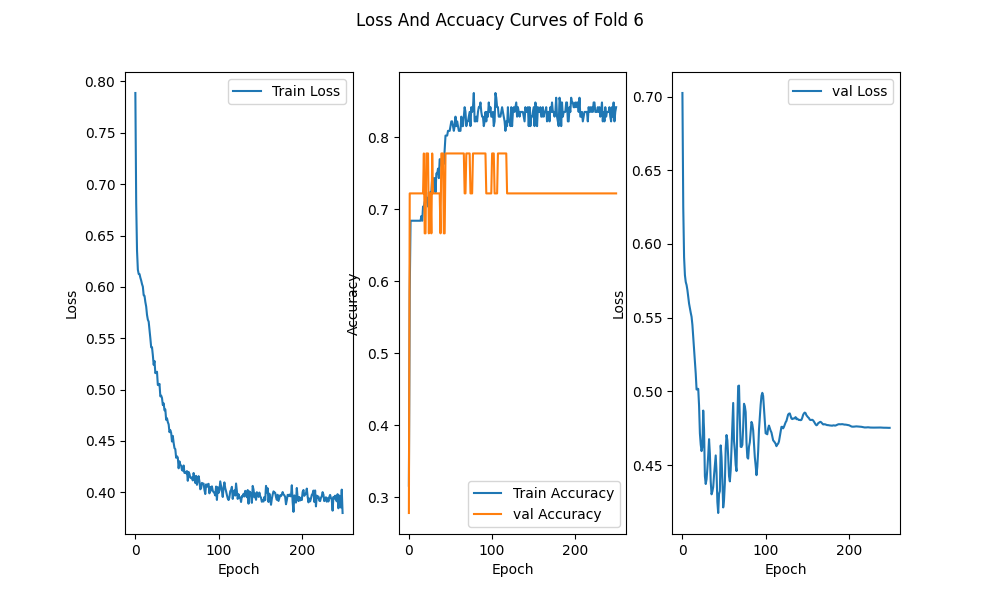 Loss And Accuacy Curves of Fold 6
0.80
0.75
0.70
0.65
0.60
0.55
0.50
0.45
0.40
Loss
0
100
200
Epoch
Train Loss
0.8
0.7
0.6
0.5
0.4
0.3
Accuracy
0
100
200
Epoch
Train Accuracy
val Accuracy
0.70
0.65
0.60
0.55
0.50
0.45
Loss
0
100
200
Epoch
val Loss